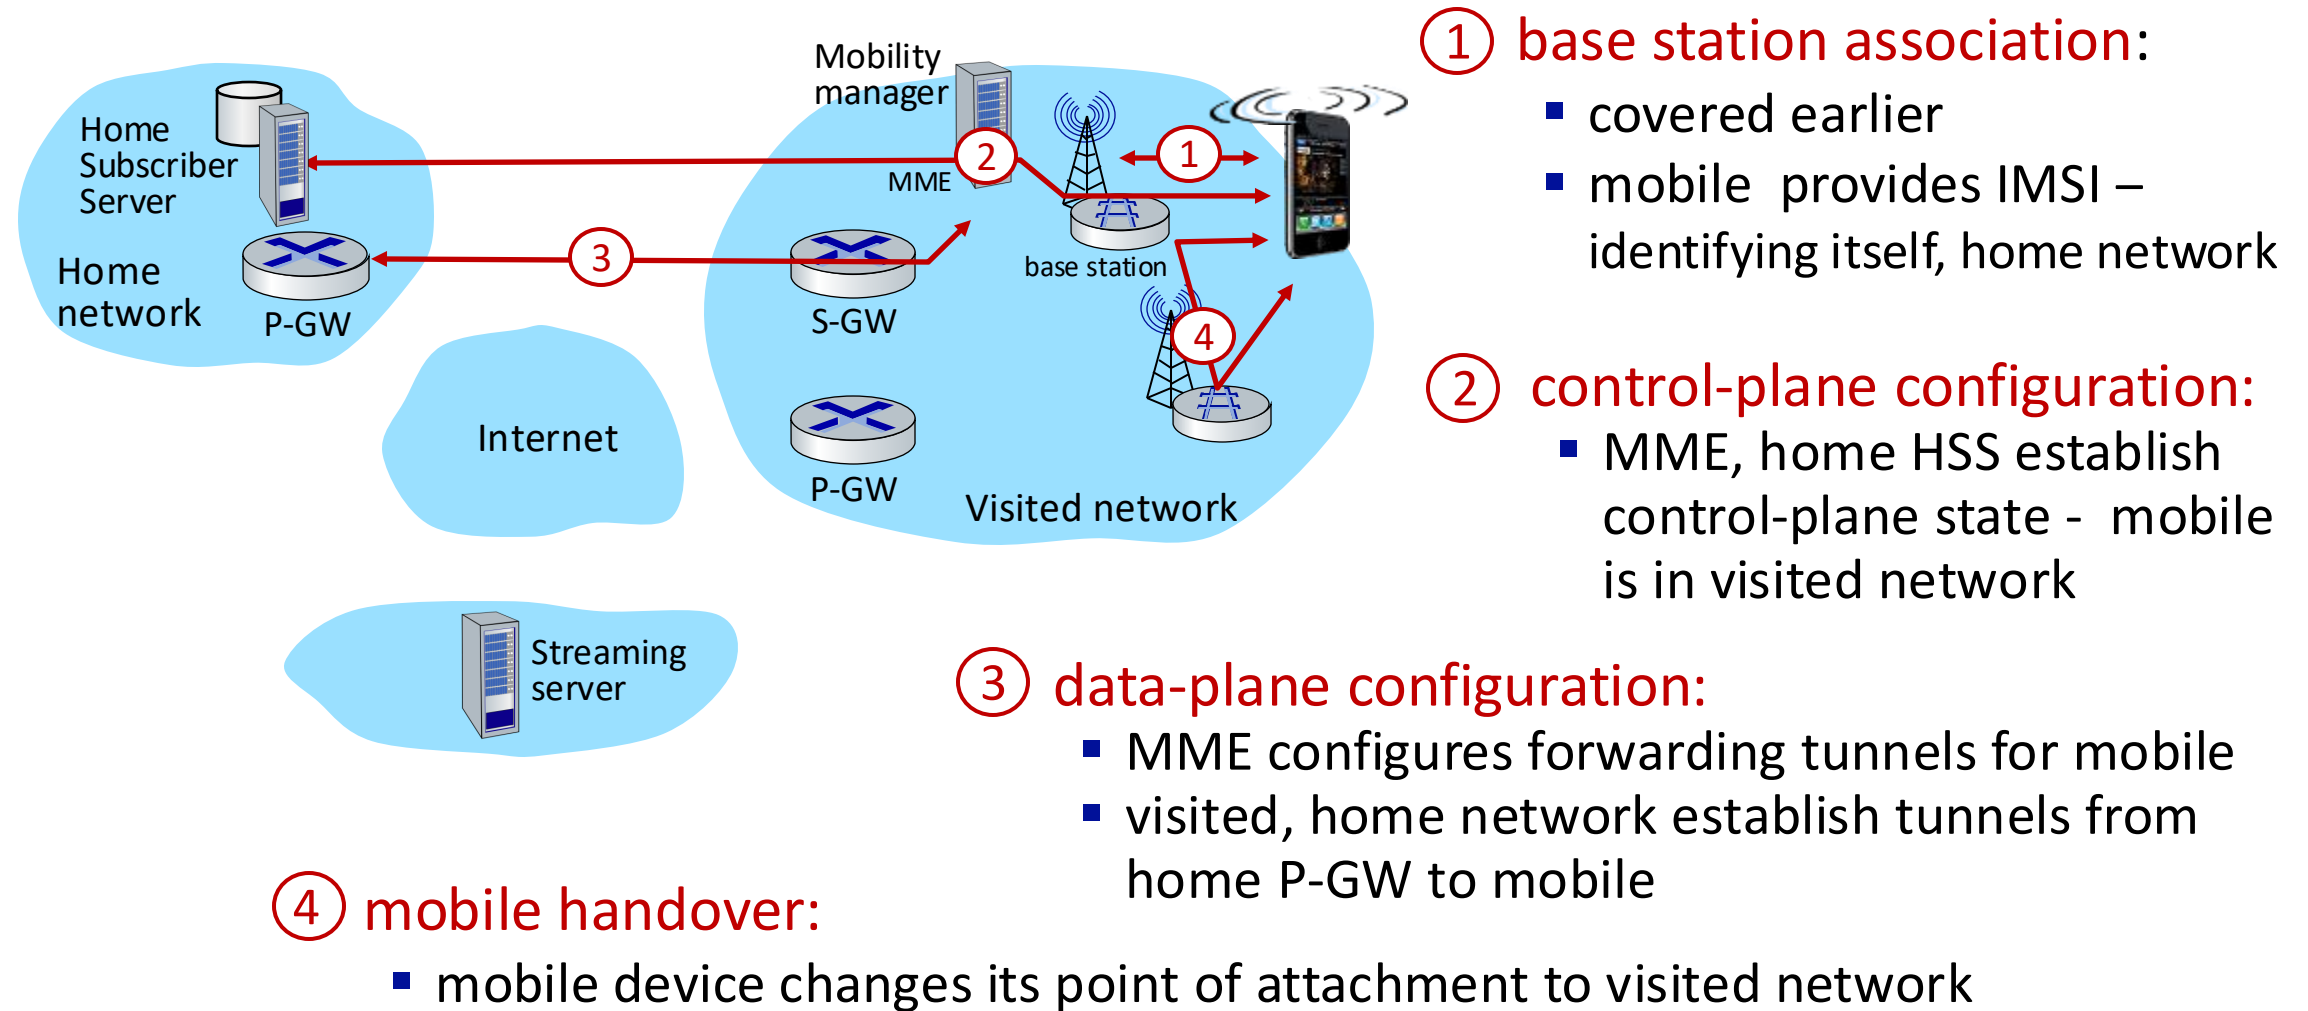 Mobility
manager
Home
Subscriber
Server
MME
2
1
3
Home
network
P-GW
S-GW
base station
4
Internet
P-GW
Visited network
Streaming
server
1 base station association:
▪ covered earlier
▪ mobile provides IMSI –
identifying itself, home network
2 control-plane configuration:
▪ MME, home HSS establish
control-plane state - mobile
is in visited network
3 data-plane configuration:
▪ MME configures forwarding tunnels for mobile
▪ visited, home network establish tunnels from
home P-GW to mobile
4 mobile handover:
▪ mobile device changes its point of attachment to visited network